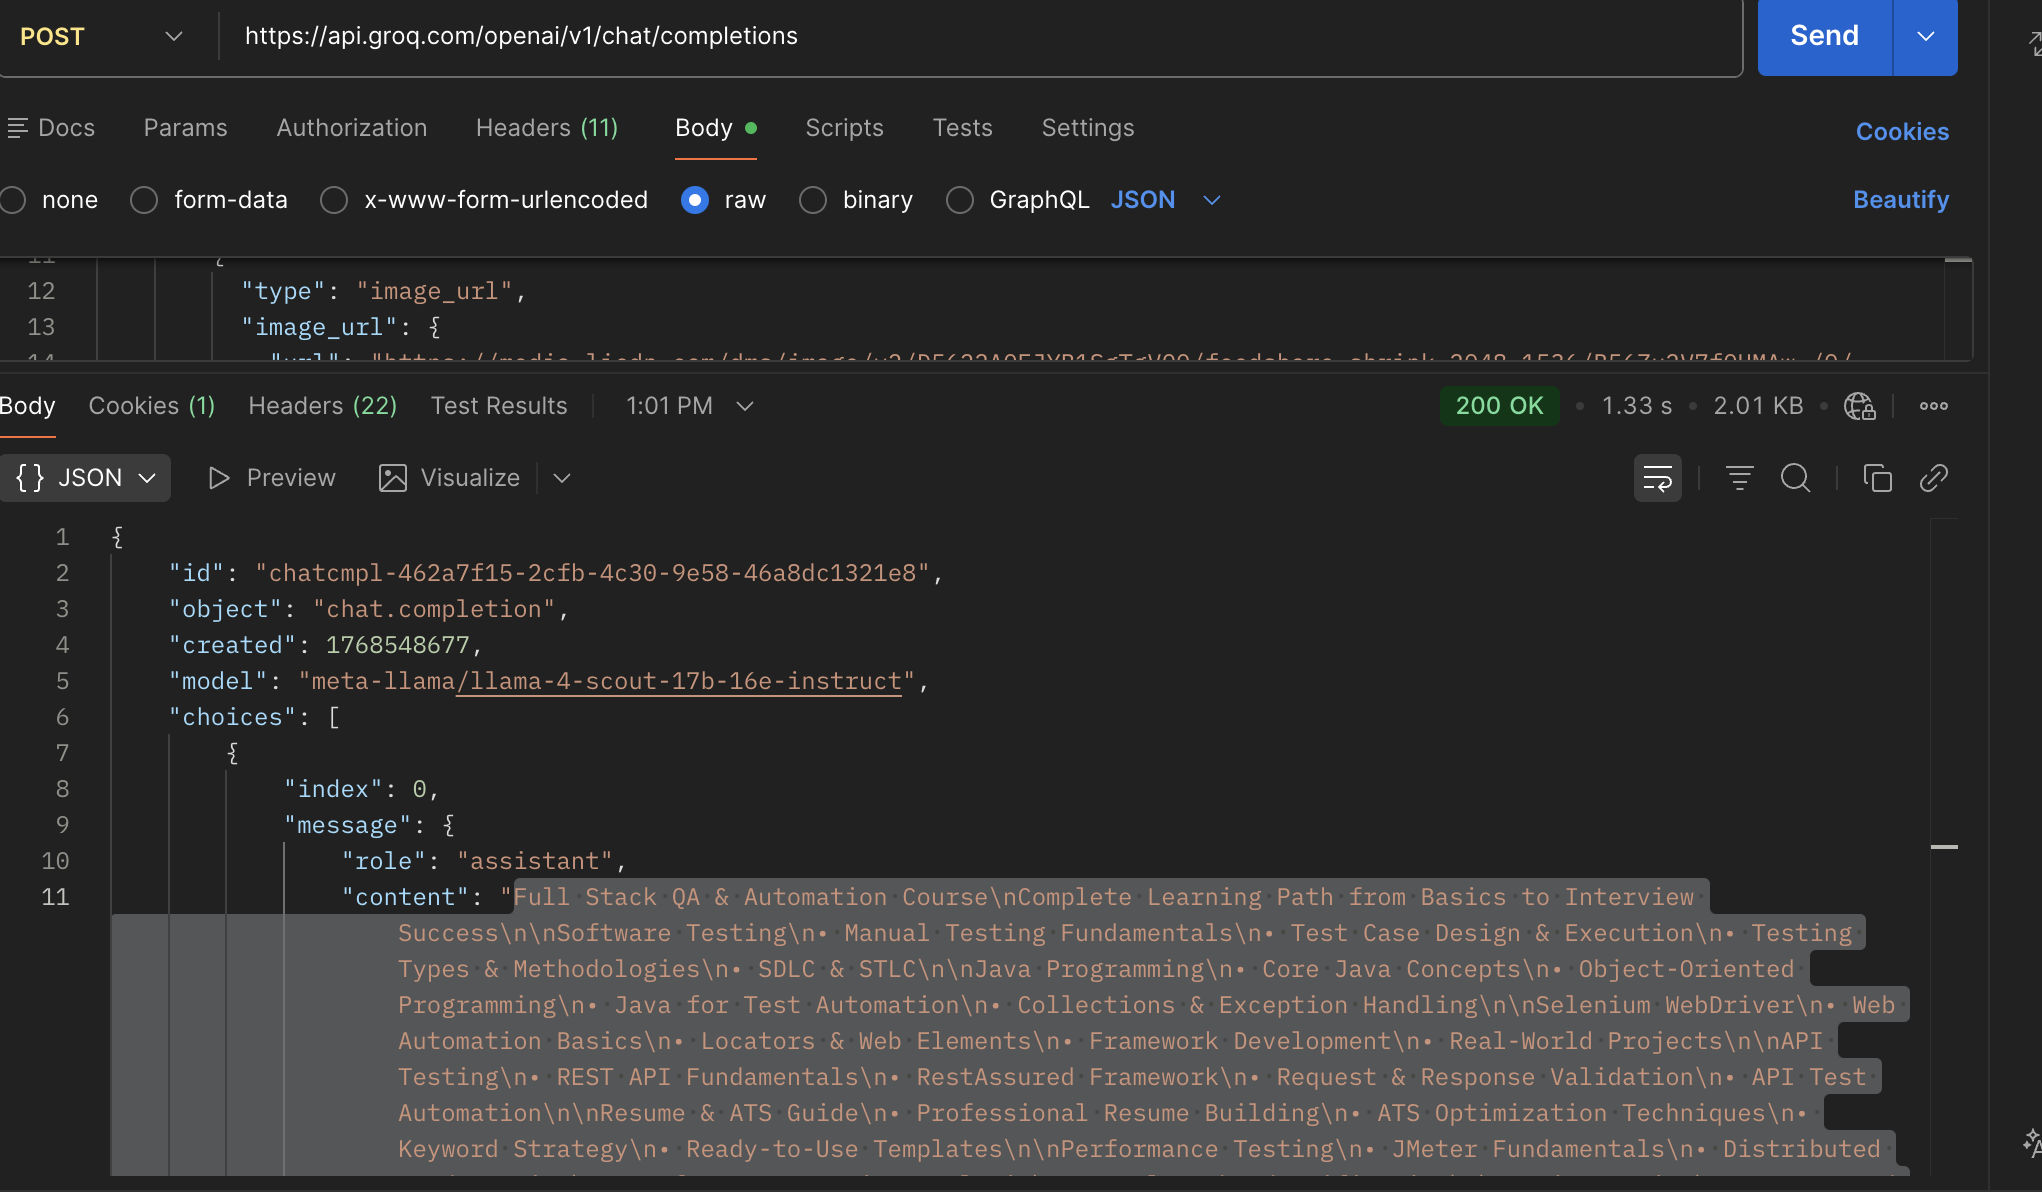 POST
https://api.groq.com/openai/v1/chat/completions
Send
Docs
Params
Authorization
Headers (11)
Body
Scripts
Tests
Settings
Cookies
none
form-data
x-www-form-urlencoded
raw
binary
GraphQL
JSON
Beautify
11 {
12 "type": "image_url",
13 "image_url": {
14 "url":
Body
Cookies (1)
Headers (22)
Test Results
1:01 PM
200 OK • 1.33 s • 2.01 KB •
{} JSON
Preview
Visualize
1 {
2 "id": "chatcmpl-462a7f15-2cfb-4c30-9e58-46a8dc1321e8",
3 "object": "chat.completion",
4 "created": 1768548677,
5 "model": "meta-llama/llama-4-scout-17b-16e-instruct",
6 "choices": [
7 {
8 "index": 0,
9 "message": {
10 "role": "assistant",
11 "content": "Full Stack QA & Automation Course\nComplete Learning Path from Basics to Interview
Success\n\nSoftware Testing\n• Manual Testing Fundamentals\n• Test Case Design & Execution\n• Testing
Types & Methodologies\n• SDLC & STLC\n\nJava Programming\n• Core Java Concepts\n• Object-Oriented
Programming\n• Java for Test Automation\n• Collections & Exception Handling\n\nSelenium WebDriver\n• Web
Automation Basics\n• Locators & Web Elements\n• Framework Development\n• Real-World Projects\n\nAPI
Testing\n• REST API Fundamentals\n• RestAssured Framework\n• Request & Response Validation\n• API Test
Automation\n\nResume & ATS Guide\n• Professional Resume Building\n• ATS Optimization Techniques\n•
Keyword Strategy\n• Ready-to-Use Templates\n\nPerformance Testing\n• JMeter Fundamentals\n• Distributed